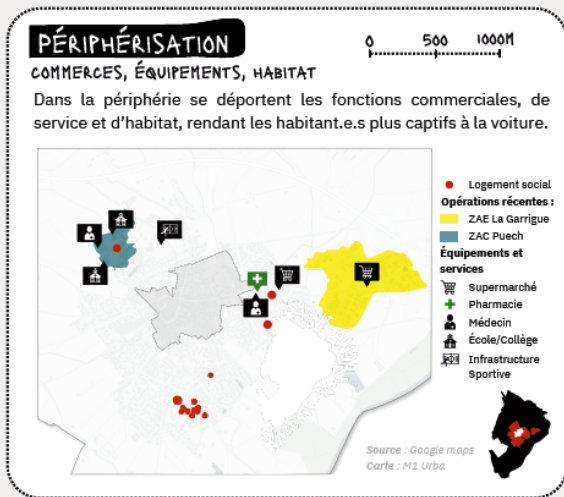 PÉRIPHÉRISATION
COMMERCES, ÉQUIPEMENTS, HABITAT
0 500 1000M
Dans la périphérie se déportent les fonctions commerciales, de
service et d'habitat, rendant les habitant.e.s plus captifs à la voiture.
Logement social
Opérations récentes :
ZAE La Garrigue
ZAC Puech
Équipements et
services
Supermarché
Pharmacie
Médecin
École/Collège
Infrastructure
Sportive
Source : Google maps
Carte : M1 Urba